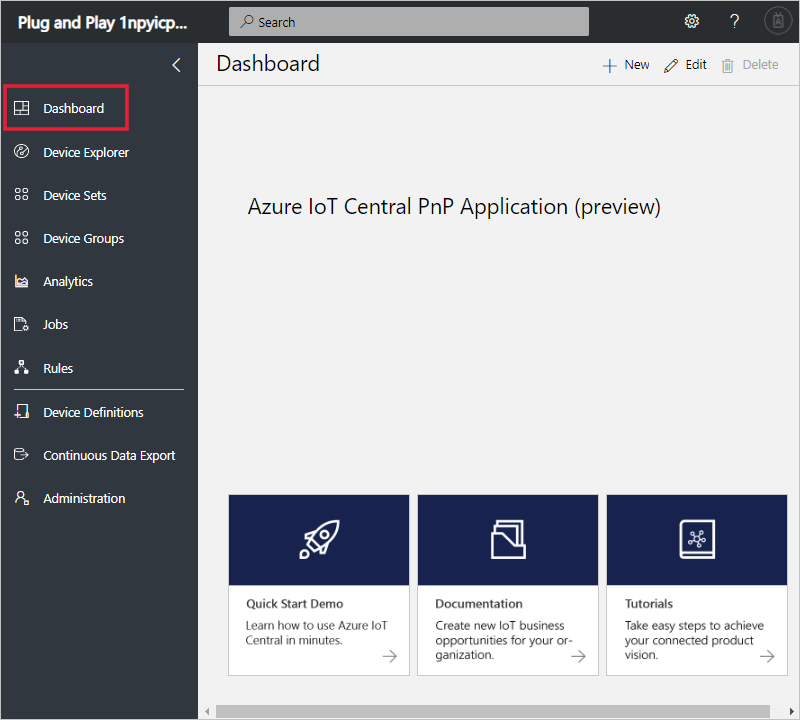 Plug and Play 1npyicp...
Search
?
Dashboard
New
Edit
Delete
Dashboard
Device Explorer
Device Sets
Device Groups
Analytics
Jobs
Rules
Device Definitions
Continuous Data Export
Administration
Azure IoT Central PnP Application (preview)
Quick Start Demo
Learn how to use Azure IoT
Central in minutes.
Documentation
Create new IoT business
opportunities for your or-
ganization.
Tutorials
Take easy steps to achieve
your connected product
vision.